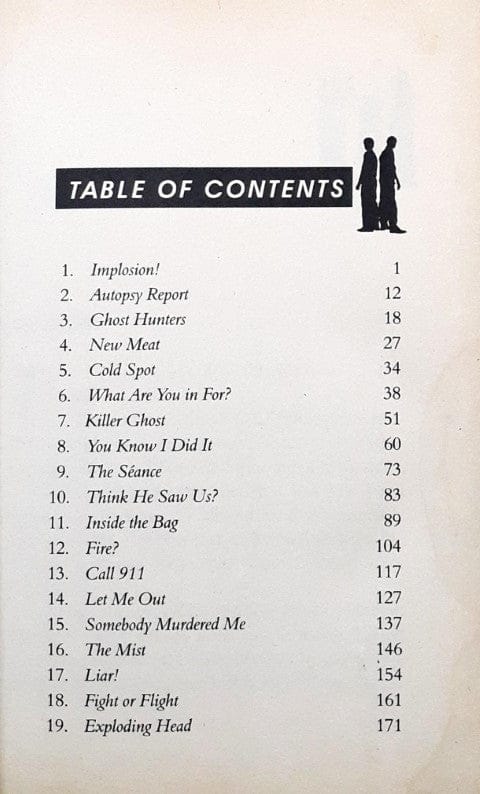 TABLE OF CONTENTS
1. Implosion! 1
2. Autopsy Report 12
3. Ghost Hunters 18
4. New Meat 27
5. Cold Spot 34
6. What Are You in For? 38
7. Killer Ghost 51
8. You Know I Did It 60
9. The Séance 73
10. Think He Saw Us? 83
11. Inside the Bag 89
12. Fire? 104
13. Call 911 117
14. Let Me Out 127
15. Somebody Murdered Me 137
16. The Mist 146
17. Liar! 154
18. Fight or Flight 161
19. Exploding Head 171